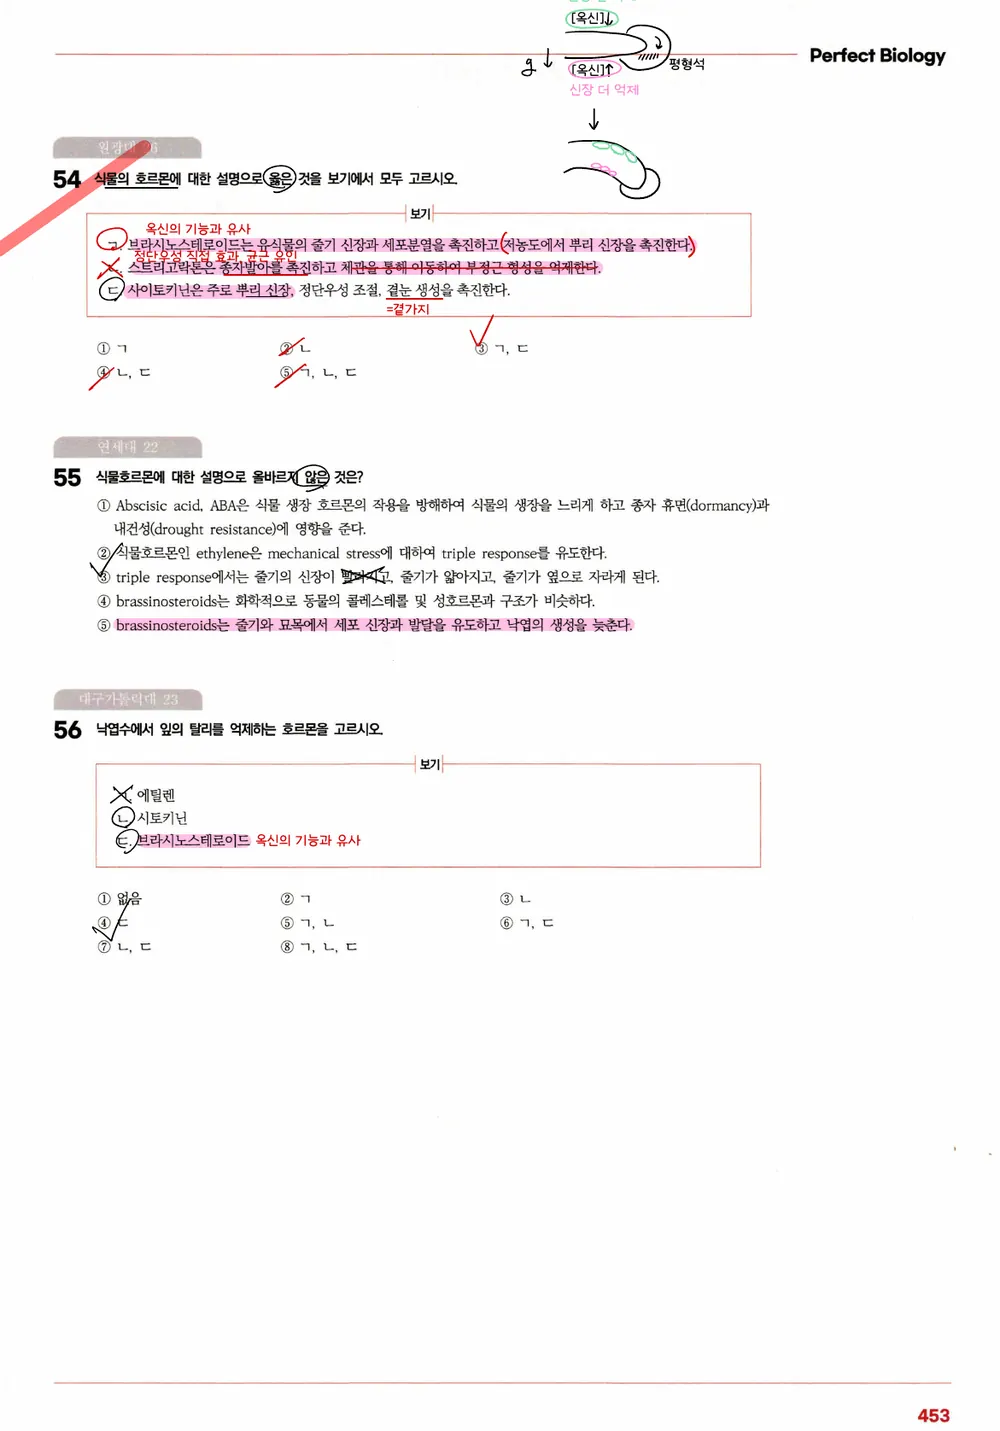 [옥신]↓
Perfect Biology
g↓
[옥신]↑
평형석
신장 더 억제
원광대 26
54 식물의 호르몬에 대한 설명으로 옳은 것을 보기에서 모두 고르시오.
보기
옥신의 기능과 유사
ㄱ. 브라시노스테로이드는 유식물의 줄기 신장과 세포분열을 촉진하고 (저농도에서 뿌리 신장을 촉진한다.)
정단우성 직접 효과, 균근 유인
ㄴ. 스트리고락톤은 종자발아를 촉진하고 체관을 통해 이동하여 부정근 형성을 억제한다.
ㄷ. 사이토키닌은 주로 뿌리 신장, 정단우성 조절, 곁눈 생성을 촉진한다.
=곁가지
① ㄱ ② ㄴ ③ ㄱ, ㄷ
④ ㄴ, ㄷ ⑤ ㄱ, ㄴ, ㄷ
연세대 22
55 식물호르몬에 대한 설명으로 올바르지 않은 것은?
① Abscisic acid, ABA은 식물 생장 호르몬의 작용을 방해하여 식물의 생장을 느리게 하고 종자 휴면(dormancy)과
내건성(drought resistance)에 영향을 준다.
② 식물호르몬인 ethylene은 mechanical stress에 대하여 triple response를 유도한다.
③ triple response에서는 줄기의 신장이 빨라지고, 줄기가 얇아지고, 줄기가 옆으로 자라게 된다.
④ brassinosteroids는 화학적으로 동물의 콜레스테롤 및 성호르몬과 구조가 비슷하다.
⑤ brassinosteroids는 줄기와 묘목에서 세포 신장과 발달을 유도하고 낙엽의 생성을 늦춘다.
대구가톨릭대 23
56 낙엽수에서 잎의 탈리를 억제하는 호르몬을 고르시오.
보기
ㄱ. 에틸렌
ㄴ. 시토키닌
ㄷ. 브라시노스테로이드 옥신의 기능과 유사
① 없음 ② ㄱ ③ ㄴ
④ ㄷ ⑤ ㄱ, ㄴ ⑥ ㄱ, ㄷ
⑦ ㄴ, ㄷ ⑧ ㄱ, ㄴ, ㄷ
453